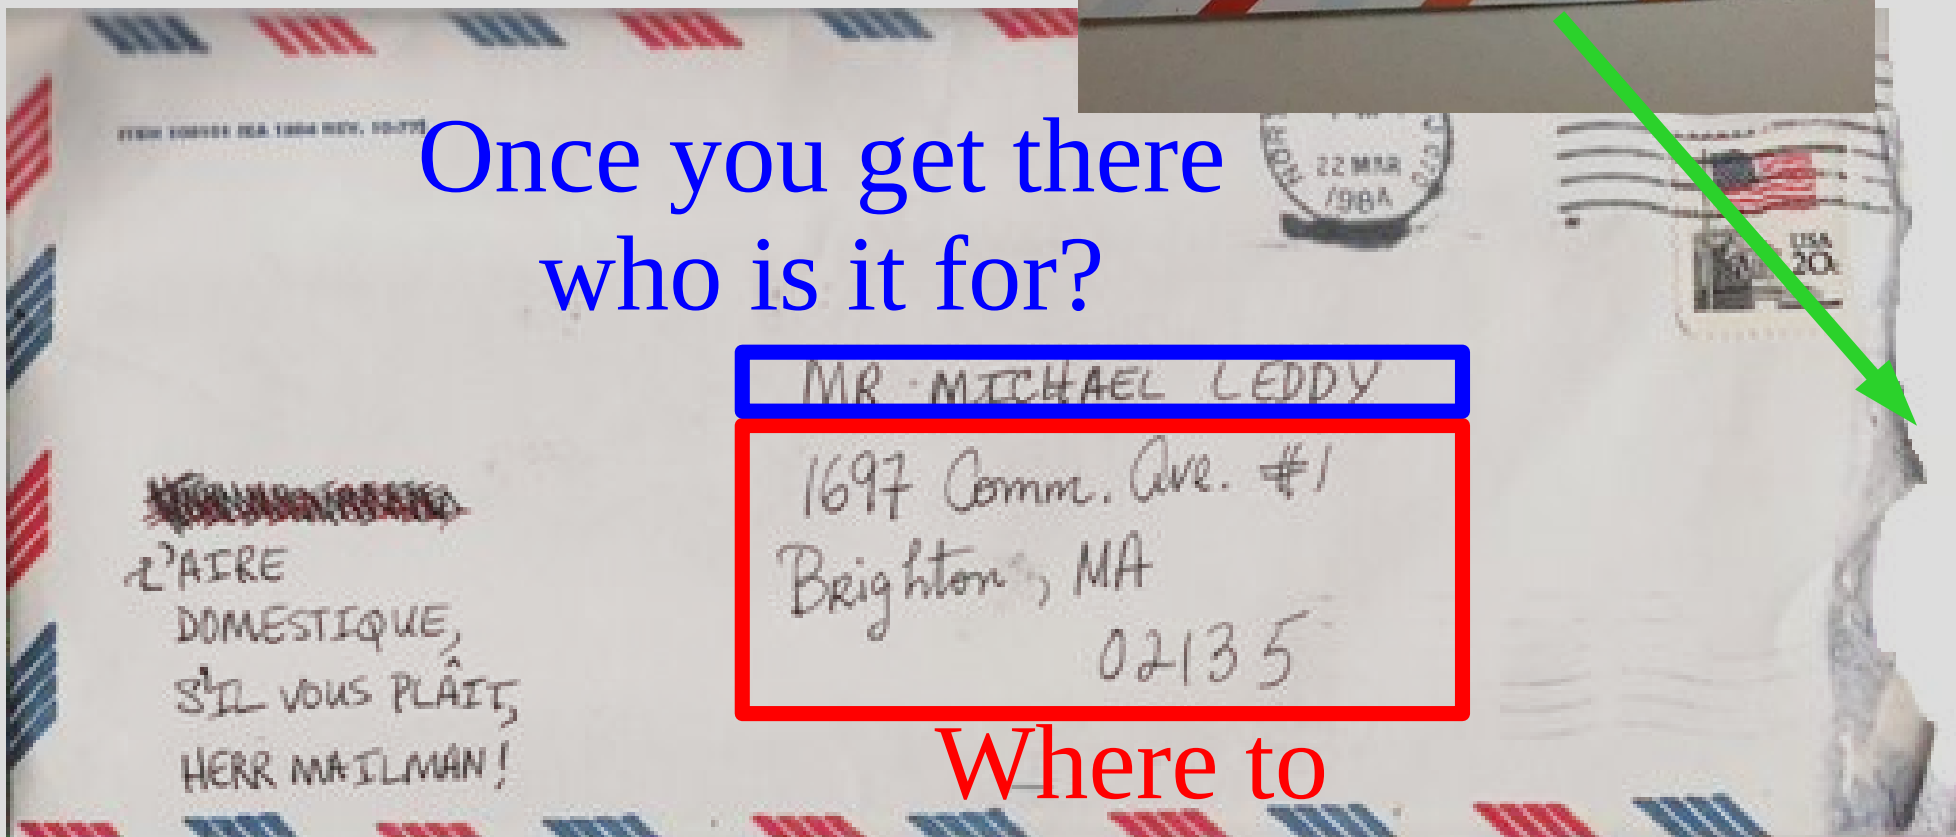 Once you get there
who is it for?
22 MAR
198
USA
20c
MR. MICHAEL LEDDY
1697 Comm. Ave. #1
Brighton, MA
02135
Where to
L'AIRE
DOMESTIQUE,
S'IL VOUS PLAÎT,
HERR MAILMAN!